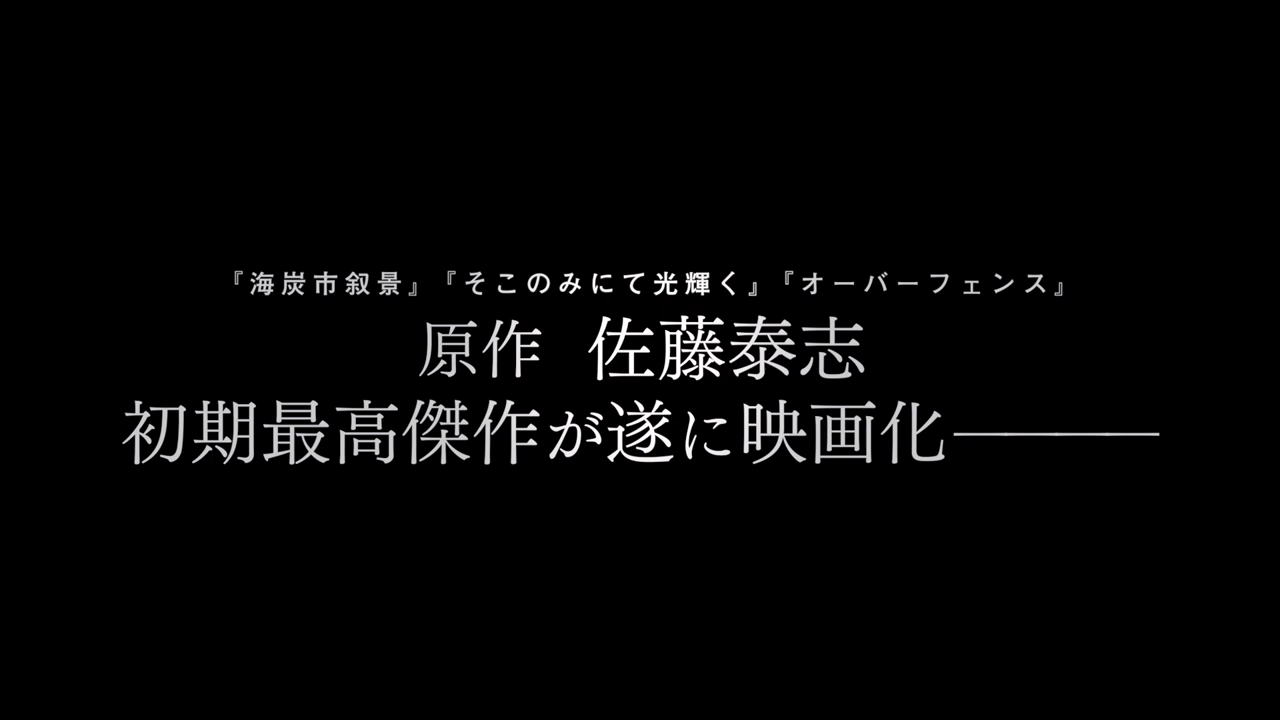 『海炭市叙景』『そこのみにて光輝く』『オーバーフェンス』
原作 佐藤泰志
初期最高傑作が遂に映画化―――